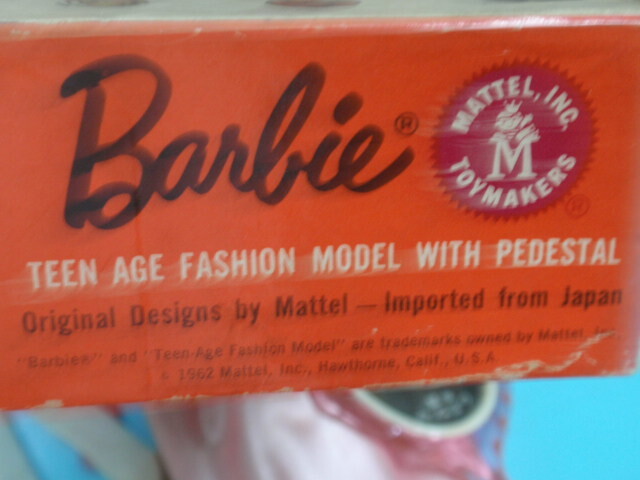 Barbie®
MATTEL, INC.
M
TOYMAKERS
®
TEEN AGE FASHION MODEL WITH PEDESTAL
Original Designs by Mattel — Imported from Japan
"Barbie®" and "Teen-Age Fashion Model" are trademarks owned by Mattel, Inc.
© 1962 Mattel, Inc., Hawthorne, Calif., U.S.A.